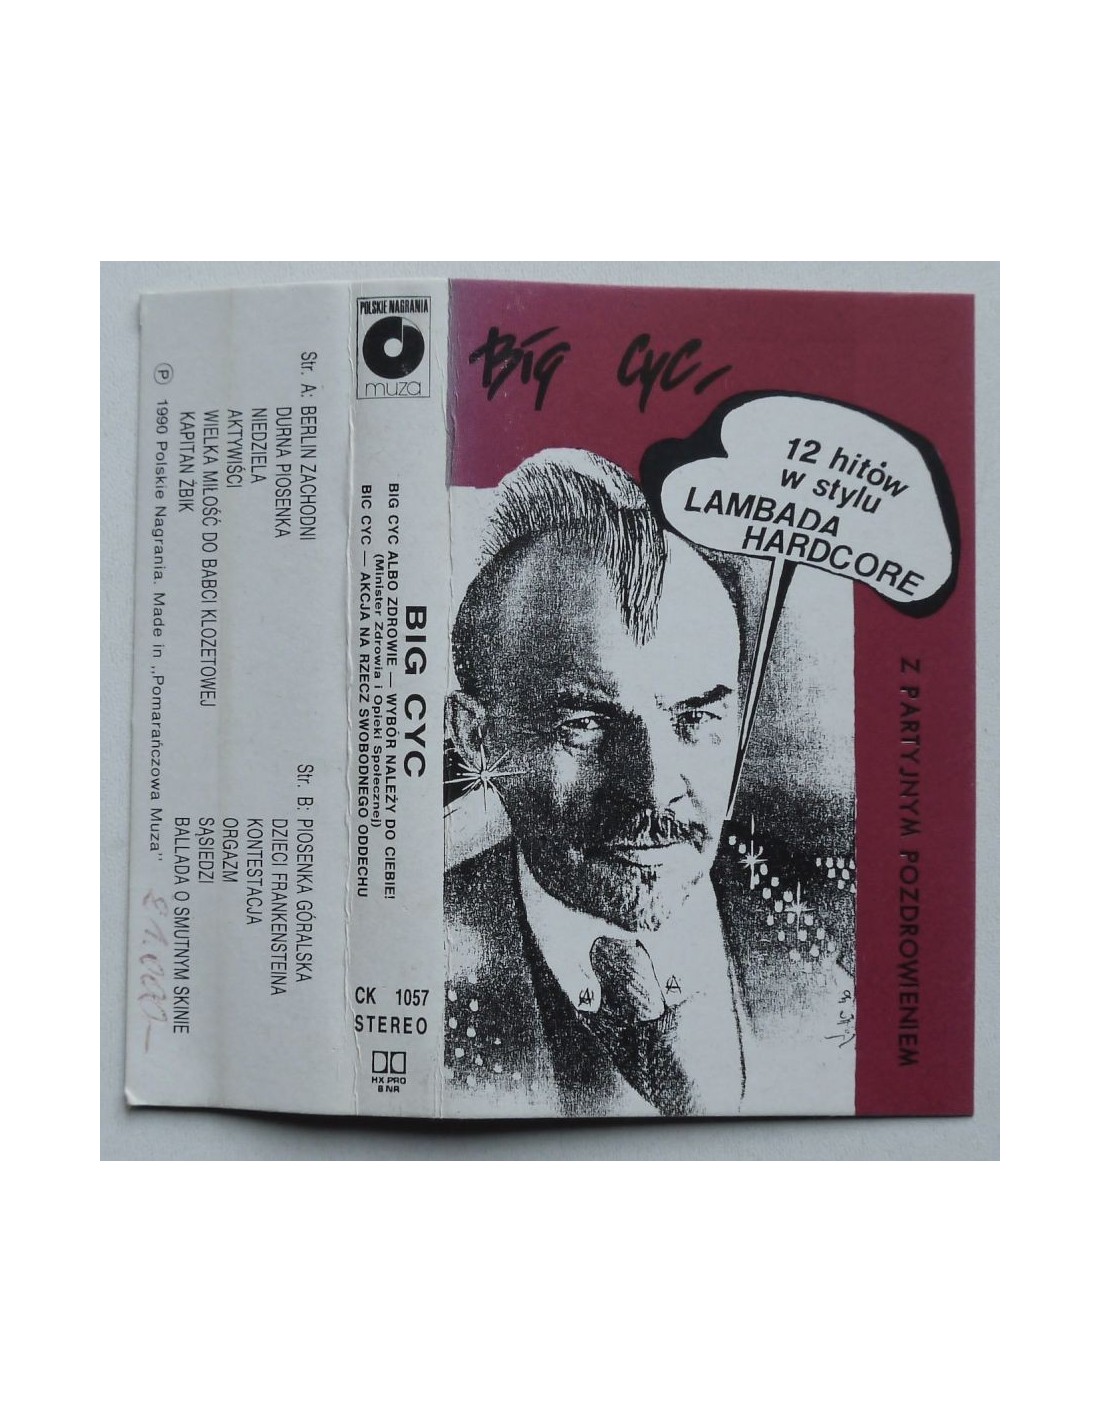 Big Cyc
12 hitów
w stylu
LAMBADA
HARDCORE
Z PARTYJNYM POZDROWIENIEM
POLSKIE NAGRANIA
muza
BIG CYC
BIG CYC ALBO ZDROWIE — WYBÓR NALEŻY DO CIEBIE!
(Minister Zdrowia i Opieki Społecznej)
BIC CYC — AKCJA NA RZECZ SWOBODNEGO ODDECHU
CK 1057
STEREO
HX PRO
B NR
Str. A: BERLIN ZACHODNI
DURNA PIOSENKA
NIEDZIELA
AKTYWIŚCI
WIELKA MIŁOŚĆ DO BABCI KLOZETOWEJ
KAPITAN ŻBIK
Str. B: PIOSENKA GÓRALSKA
DZIECI FRANKENSTEINA
KONTESTACJA
ORGAZM
SĄSIEDZI
BALLADA O SMUTNYM SKINIE
Ⓟ 1990 Polskie Nagrania. Made in ,,Pomarańczowa Muza''